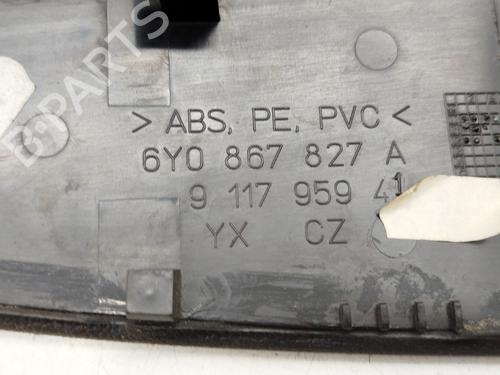 B-PARTS
> ABS, PE, PVC <
6Y0 867 827 A
9 117 959 41
YX CZ